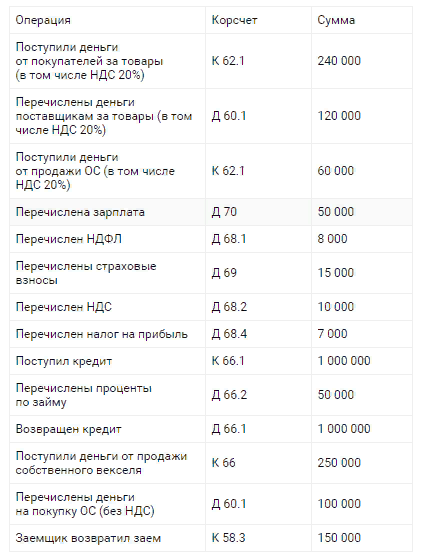 Операция Корсчет Сумма
Поступили деньги
от покупателей за товары
(в том числе НДС 20%) К 62.1 240 000
Перечислены деньги
поставщикам за товары (в том
числе НДС 20%) Д 60.1 120 000
Поступили деньги
от продажи ОС (в том числе
НДС 20%) К 62.1 60 000
Перечислена зарплата Д 70 50 000
Перечислен НДФЛ Д 68.1 8 000
Перечислены страховые
взносы Д 69 15 000
Перечислен НДС Д 68.2 10 000
Перечислен налог на прибыль Д 68.4 7 000
Поступил кредит К 66.1 1 000 000
Перечислены проценты
по займу Д 66.2 50 000
Возвращен кредит Д 66.1 1 000 000
Поступили деньги от продажи
собственного векселя К 66 250 000
Перечислены деньги
на покупку ОС (без НДС) Д 60.1 100 000
Заемщик возвратил заем К 58.3 150 000